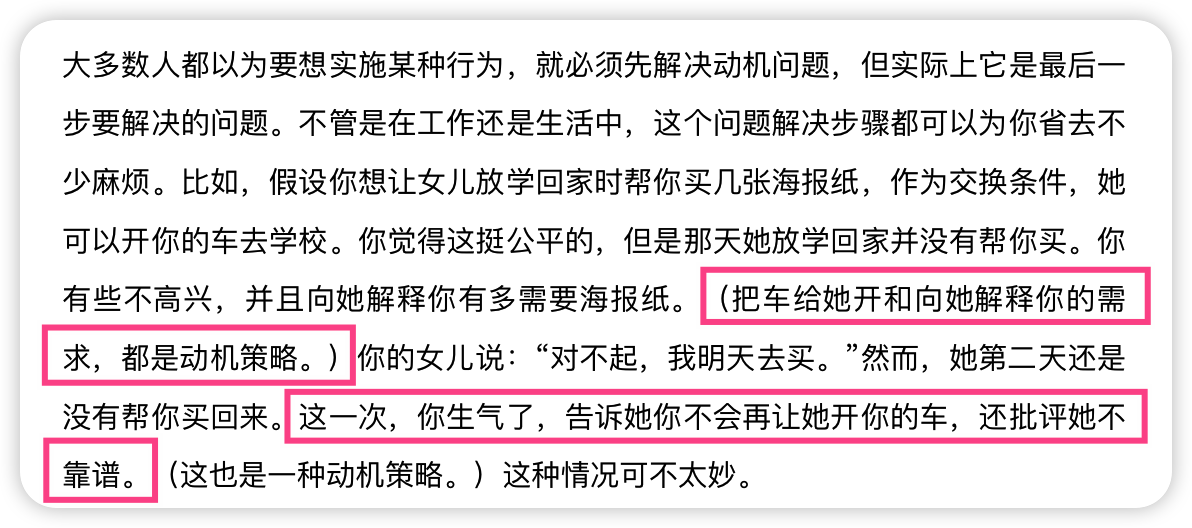 大多数人都以为要想实施某种行为，就必须先解决动机问题，但实际上它是最后一
步要解决的问题。不管是在工作还是生活中，这个问题解决步骤都可以为你省去不
少麻烦。比如，假设你想让女儿放学回家时帮你买几张海报纸，作为交换条件，她
可以开你的车去学校。你觉得这挺公平的，但是那天她放学回家并没有帮你买。你
有些不高兴，并且向她解释你有多需要海报纸。（把车给她开和向她解释你的需
求，都是动机策略。）你的女儿说：“对不起，我明天去买。”然而，她第二天还是
没有帮你买回来。这一次，你生气了，告诉她你不会再让她开你的车，还批评她不
靠谱。（这也是一种动机策略。）这种情况可不太妙。